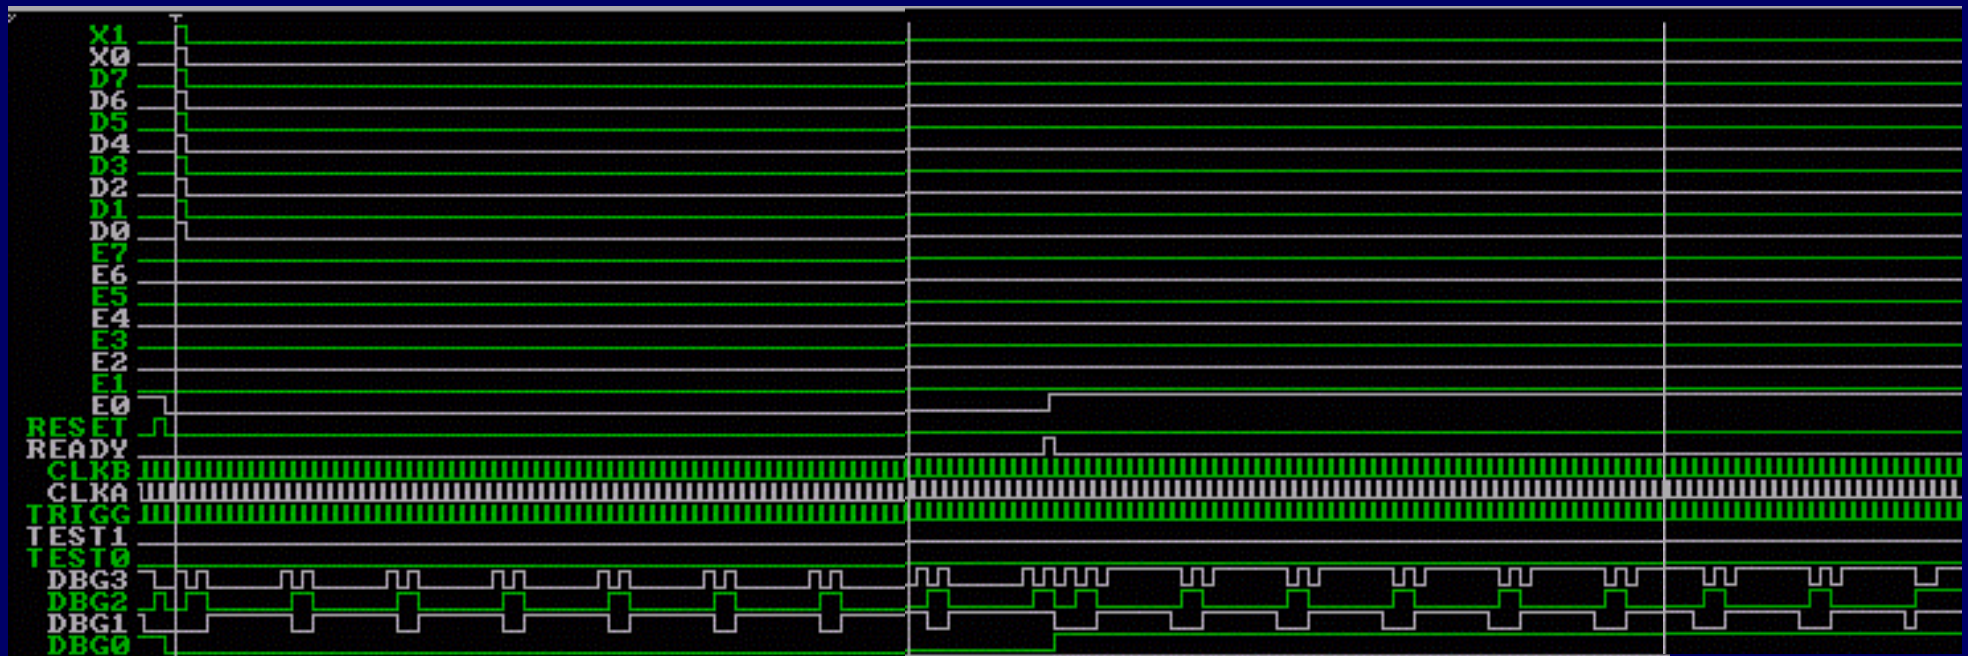 T
X1
X0
D7
D6
D5
D4
D3
D2
D1
D0
E7
E6
E5
E4
E3
E2
E1
E0
RESET
READY
CLKB
CLKA
TRIGG
TEST1
TEST0
DBG3
DBG2
DBG1
DBG0